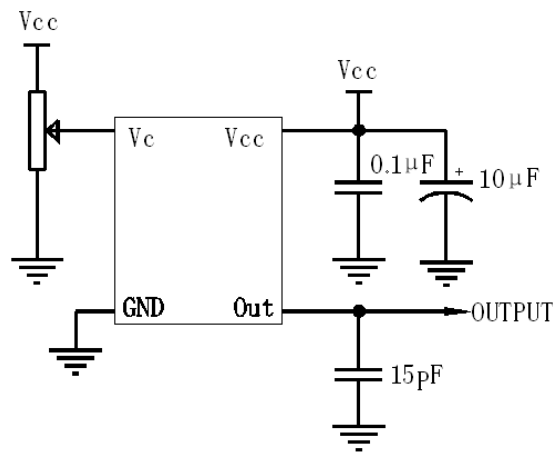 Vcc
Vcc
Vc
Vcc
0.1μF
+
10μF
GND
Out
OUTPUT
15pF